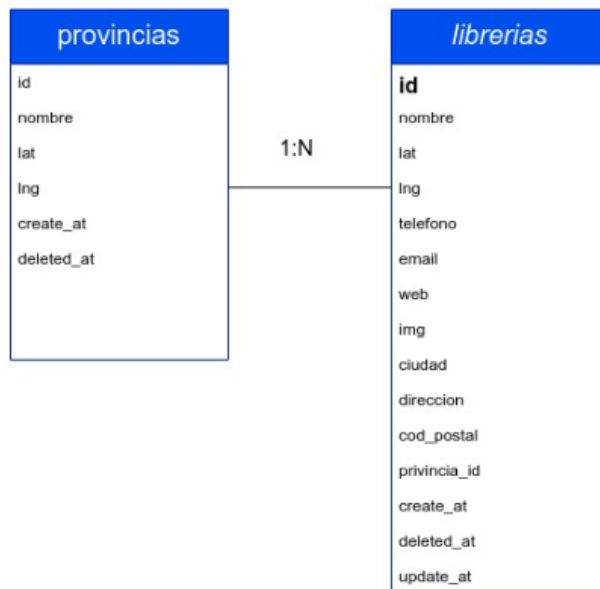 provincias
id
nombre
lat
lng
create_at
deleted_at
1:N
librerias
id
nombre
lat
lng
telefono
email
web
img
ciudad
direccion
cod_postal
privincia_id
create_at
deleted_at
update_at